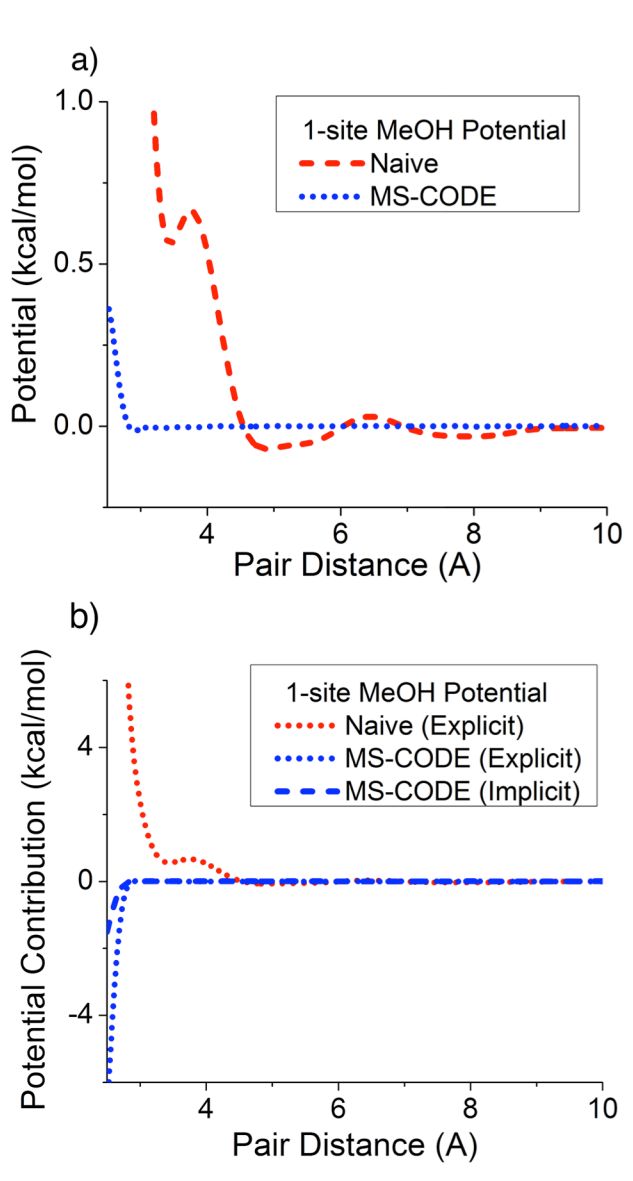 a)
1.0
0.5
0.0
Potential (kcal/mol)
1-site MeOH Potential
Naive
MS-CODE
4
6
8
10
Pair Distance (A)
b)
4
0
-4
Potential Contribution (kcal/mol)
1-site MeOH Potential
Naive (Explicit)
MS-CODE (Explicit)
MS-CODE (Implicit)
4
6
8
10
Pair Distance (A)